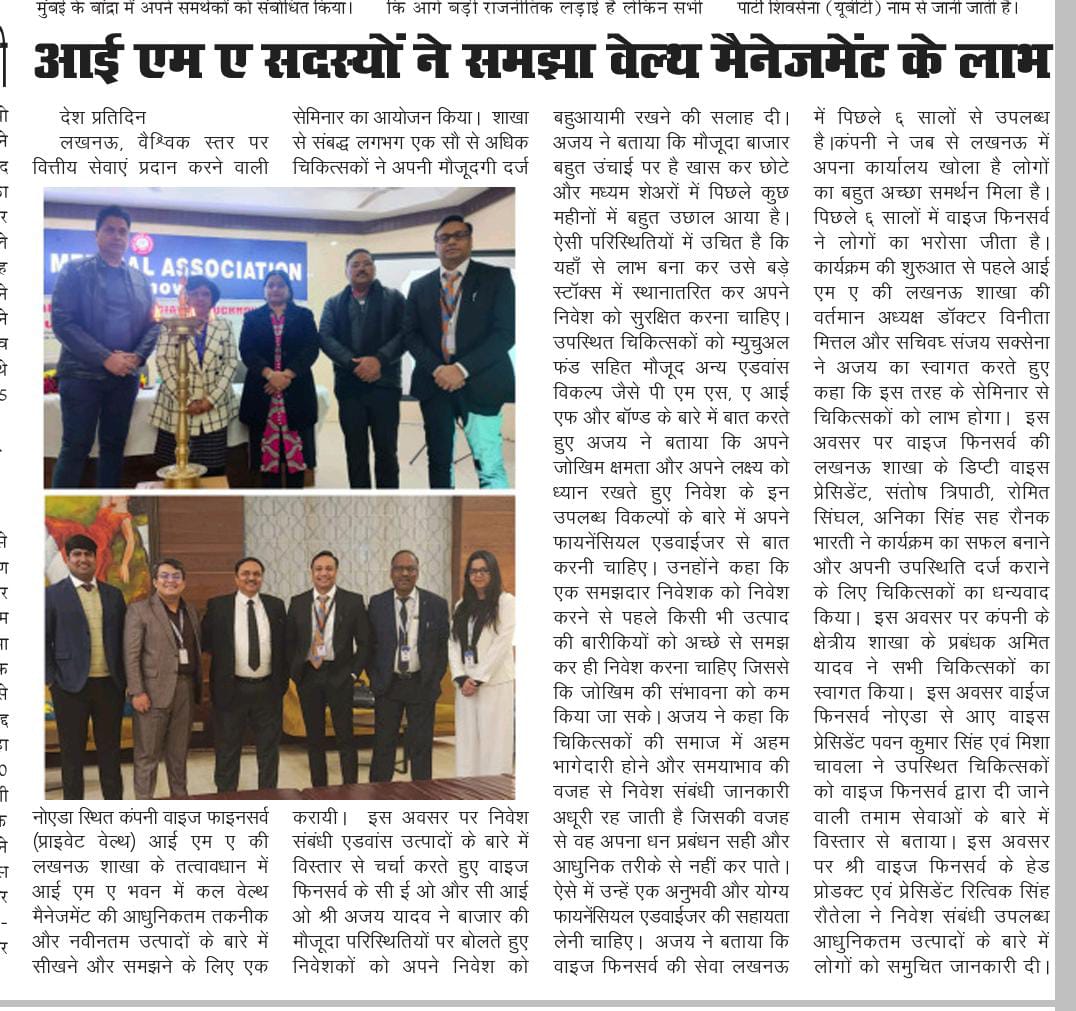 मुंबई के बांद्रा में अपने समर्थकों को संबोधित किया।
कि आगे बड़ी राजनीतिक लड़ाई है लेकिन सभी
पार्टी शिवसेना (यूबीटी) नाम से जानी जाती है।
आई एम ए सदस्यों ने समझा वेल्थ मैनेजमेंट के लाभ
देश प्रतिदिन
लखनऊ, वैश्विक स्तर पर
वित्तीय सेवाएं प्रदान करने वाली
MEDICAL ASSOCIATION
नोएडा स्थित कंपनी वाइज फाइनसर्व
(प्राइवेट वेल्थ) आई एम ए की
लखनऊ शाखा के तत्वावधान में
आई एम ए भवन में कल वेल्थ
मैनेजमेंट की आधुनिकतम तकनीक
और नवीनतम उत्पादों के बारे में
सीखने और समझने के लिए एक
सेमिनार का आयोजन किया। शाखा
से संबद्ध लगभग एक सौ से अधिक
चिकित्सकों ने अपनी मौजूदगी दर्ज
करायी। इस अवसर पर निवेश
संबंधी एडवांस उत्पादों के बारे में
विस्तार से चर्चा करते हुए वाइज
फिनसर्व के सी ई ओ और सी आई
ओ श्री अजय यादव ने बाजार की
मौजूदा परिस्थितियों पर बोलते हुए
निवेशकों को अपने निवेश को
बहुआयामी रखने की सलाह दी।
अजय ने बताया कि मौजूदा बाजार
बहुत उंचाई पर है खास कर छोटे
और मध्यम शेअरों में पिछले कुछ
महीनों में बहुत उछाल आया है।
ऐसी परिस्थितियों में उचित है कि
यहाँ से लाभ बना कर उसे बड़े
स्टॉक्स में स्थानातरित कर अपने
निवेश को सुरक्षित करना चाहिए।
उपस्थित चिकित्सकों को म्युचुअल
फंड सहित मौजूद अन्य एडवांस
विकल्प जैसे पी एम एस, ए आई
एफ और बॉण्ड के बारे में बात करते
हुए अजय ने बताया कि अपने
जोखिम क्षमता और अपने लक्ष्य को
ध्यान रखते हुए निवेश के इन
उपलब्ध विकल्पों के बारे में अपने
फायनेंसियल एडवाईजर से बात
करनी चाहिए। उनहोंने कहा कि
एक समझदार निवेशक को निवेश
करने से पहले किसी भी उत्पाद
की बारीकियों को अच्छे से समझ
कर ही निवेश करना चाहिए जिससे
कि जोखिम की संभावना को कम
किया जा सके। अजय ने कहा कि
चिकित्सकों की समाज में अहम
भागेदारी होने और समयाभाव की
वजह से निवेश संबंधी जानकारी
अधूरी रह जाती है जिसकी वजह
से वह अपना धन प्रबंधन सही और
आधुनिक तरीके से नहीं कर पाते।
ऐसे में उन्हें एक अनुभवी और योग्य
फायनेंसियल एडवाईजर की सहायता
लेनी चाहिए। अजय ने बताया कि
वाइज फिनसर्व की सेवा लखनऊ
में पिछले ६ सालों से उपलब्ध
है।कंपनी ने जब से लखनऊ में
अपना कार्यालय खोला है लोगों
का बहुत अच्छा समर्थन मिला है।
पिछले ६ सालों में वाइज फिनसर्व
ने लोगों का भरोसा जीता है।
कार्यक्रम की शुरुआत से पहले आई
एम ए की लखनऊ शाखा की
वर्तमान अध्यक्ष डॉक्टर विनीता
मित्तल और सचिवघ् संजय सक्सेना
ने अजय का स्वागत करते हुए
कहा कि इस तरह के सेमिनार से
चिकित्सकों को लाभ होगा। इस
अवसर पर वाइज फिनसर्व की
लखनऊ शाखा के डिप्टी वाइस
प्रेसिडेंट, संतोष त्रिपाठी, रोमित
सिंघल, अनिका सिंह सह रौनक
भारती ने कार्यक्रम का सफल बनाने
और अपनी उपस्थिति दर्ज कराने
के लिए चिकित्सकों का धन्यवाद
किया। इस अवसर पर कंपनी के
क्षेत्रीय शाखा के प्रबंधक अमित
यादव ने सभी चिकित्सकों का
स्वागत किया। इस अवसर वाईज
फिनसर्व नोएडा से आए वाइस
प्रेसिडेंट पवन कुमार सिंह एवं मिशा
चावला ने उपस्थित चिकित्सकों
को वाइज फिनसर्व द्वारा दी जाने
वाली तमाम सेवाओं के बारे में
विस्तार से बताया। इस अवसर
पर श्री वाइज फिनसर्व के हेड
प्रोडक्ट एवं प्रेसिडेंट रित्विक सिंह
रौतेला ने निवेश संबंधी उपलब्ध
आधुनिकतम उत्पादों के बारे में
लोगों को समुचित जानकारी दी।